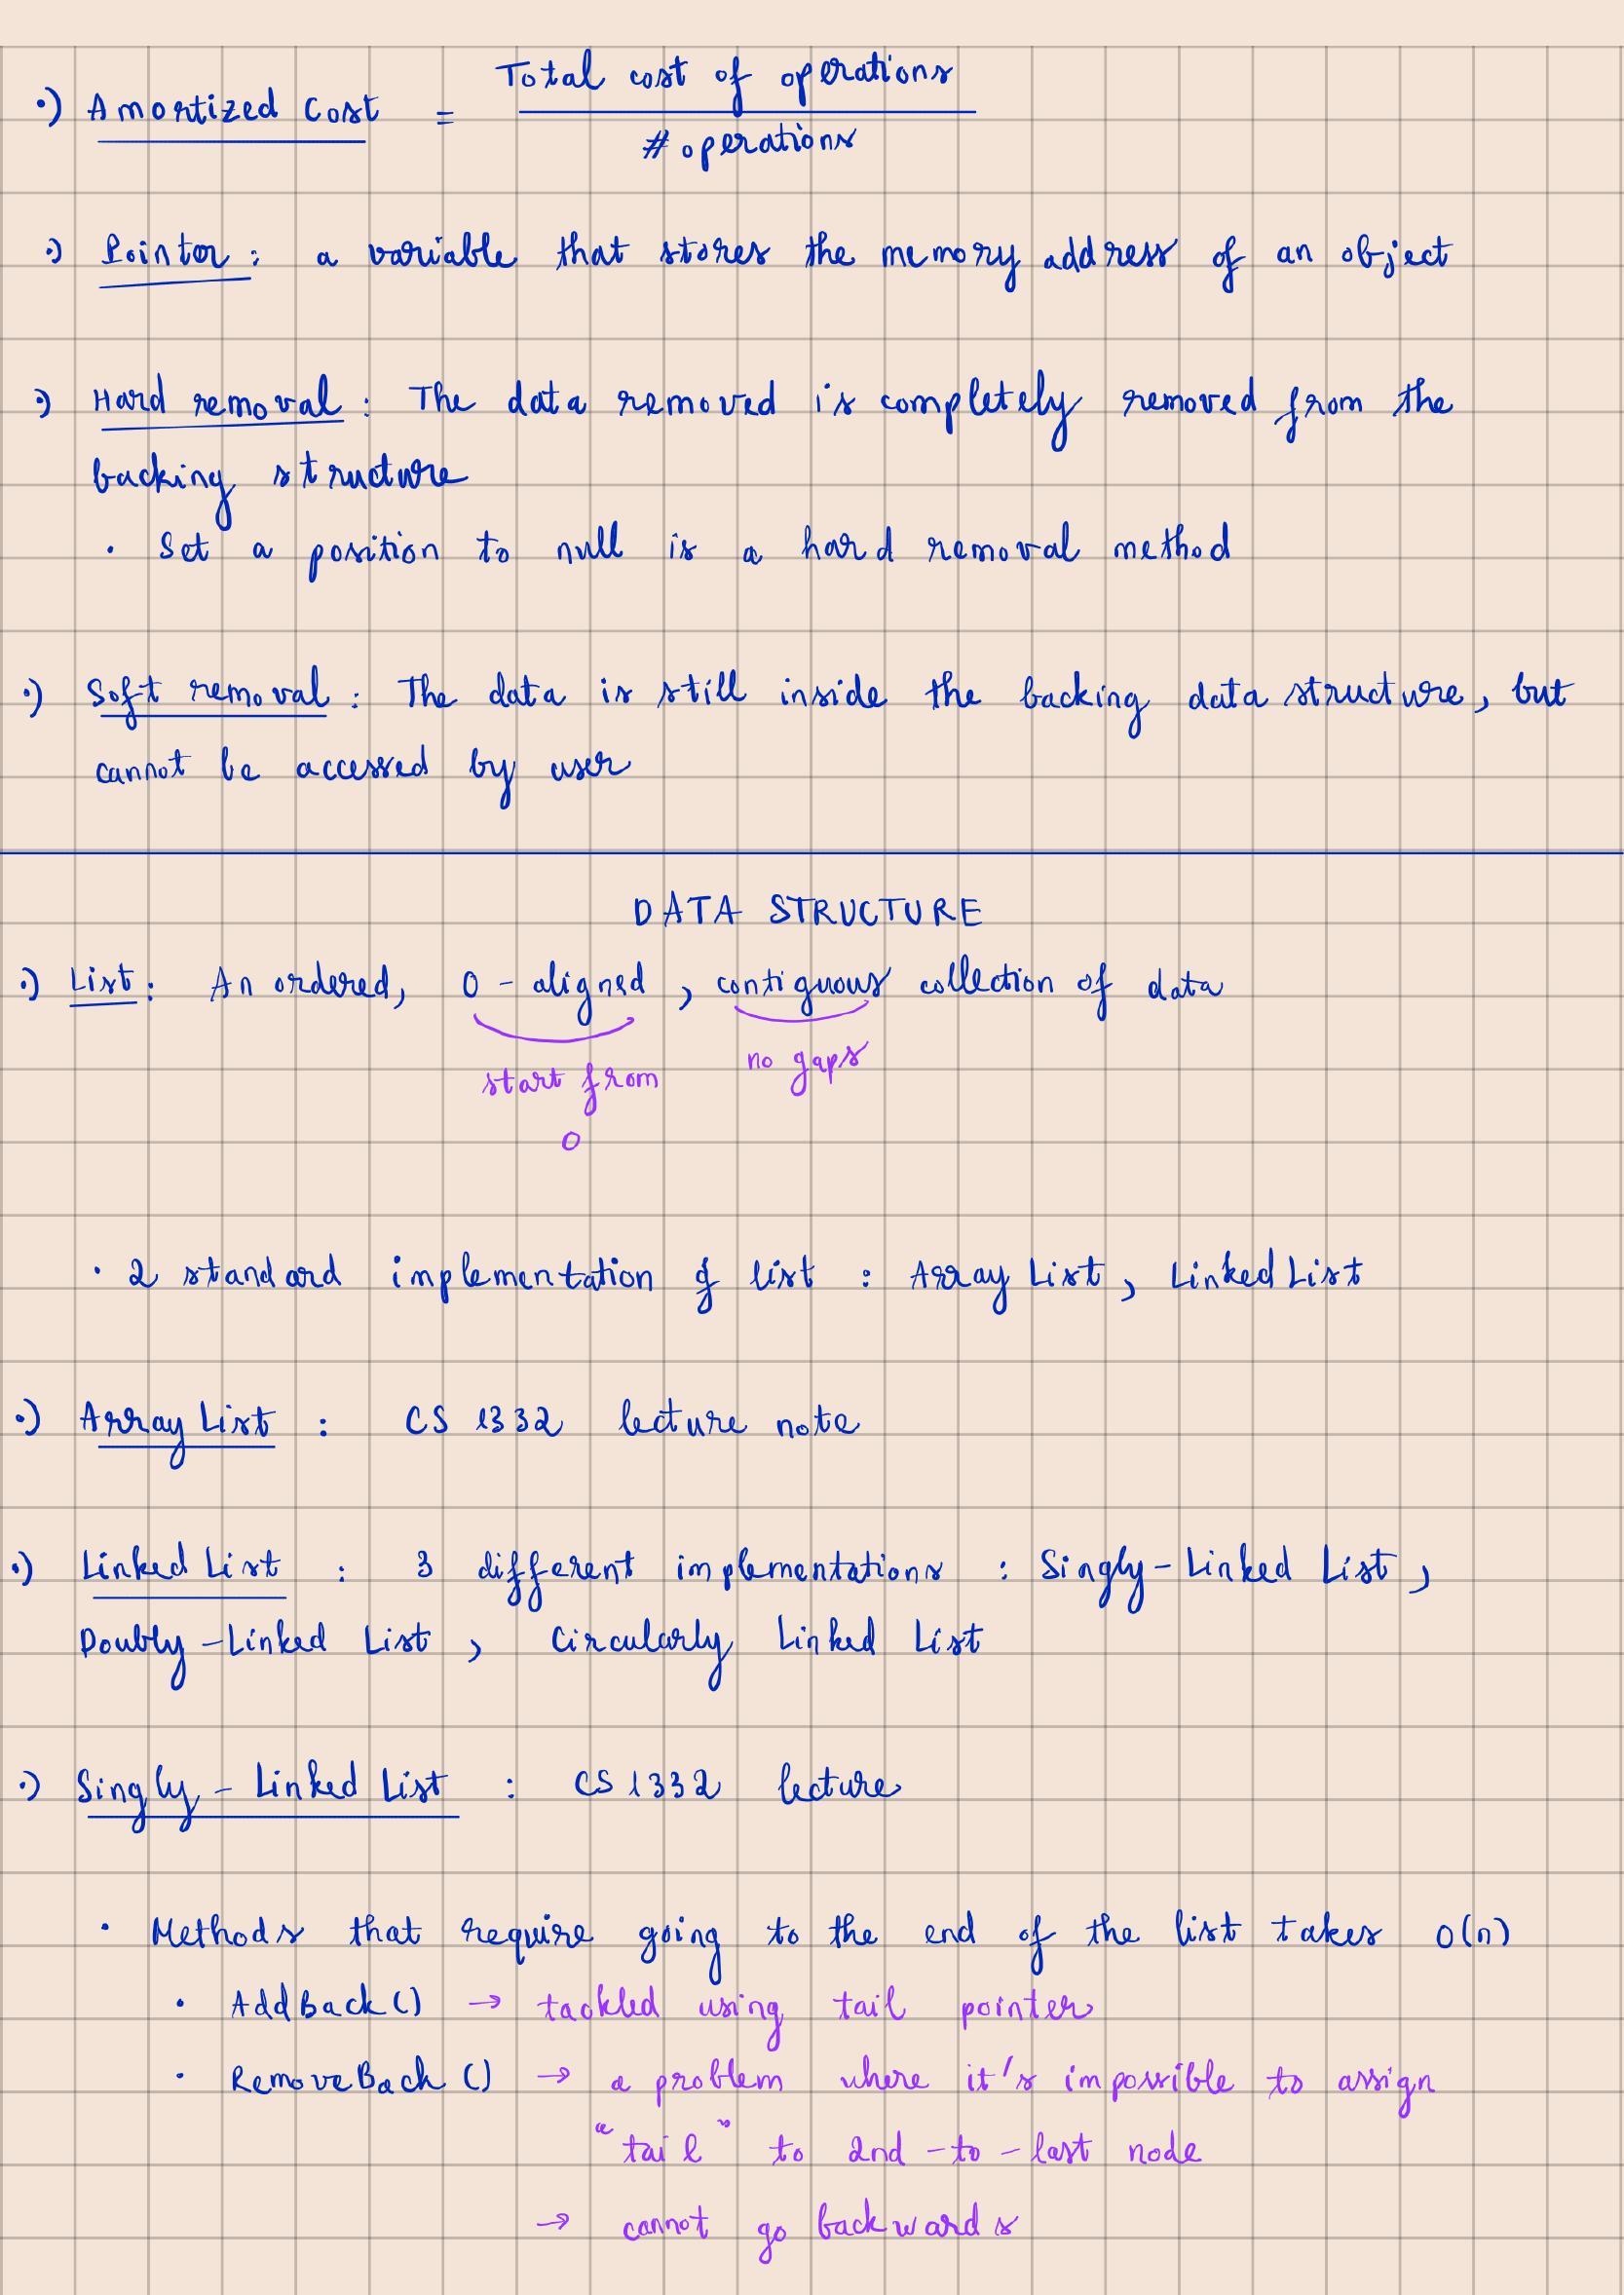 ·) Amortized Cost = Total cost of operations
# operations
·) Pointer: a variable that stores the memory address of an object
·) Hard removal: The data removed is completely removed from the
backing structure
· Set a position to null is a hard removal method
·) Soft removal: The data is still inside the backing data structure, but
cannot be accessed by user
DATA STRUCTURE
·) List: An ordered, 0-aligned, contiguous collection of data
start from no gaps
0
· 2 standard implementation of list : Array List, Linked List
·) Array List : CS 1332 lecture note
·) Linked List : 3 different implementations : Singly-Linked List,
Doubly-Linked List, Circularly Linked List
·) Singly-Linked List : CS 1332 lecture
· Methods that require going to the end of the list takes O(n)
· AddBack() → tackled using tail pointer
· RemoveBack() → a problem where it's impossible to assign
"tail" to 2nd-to-last node
→ cannot go backwards